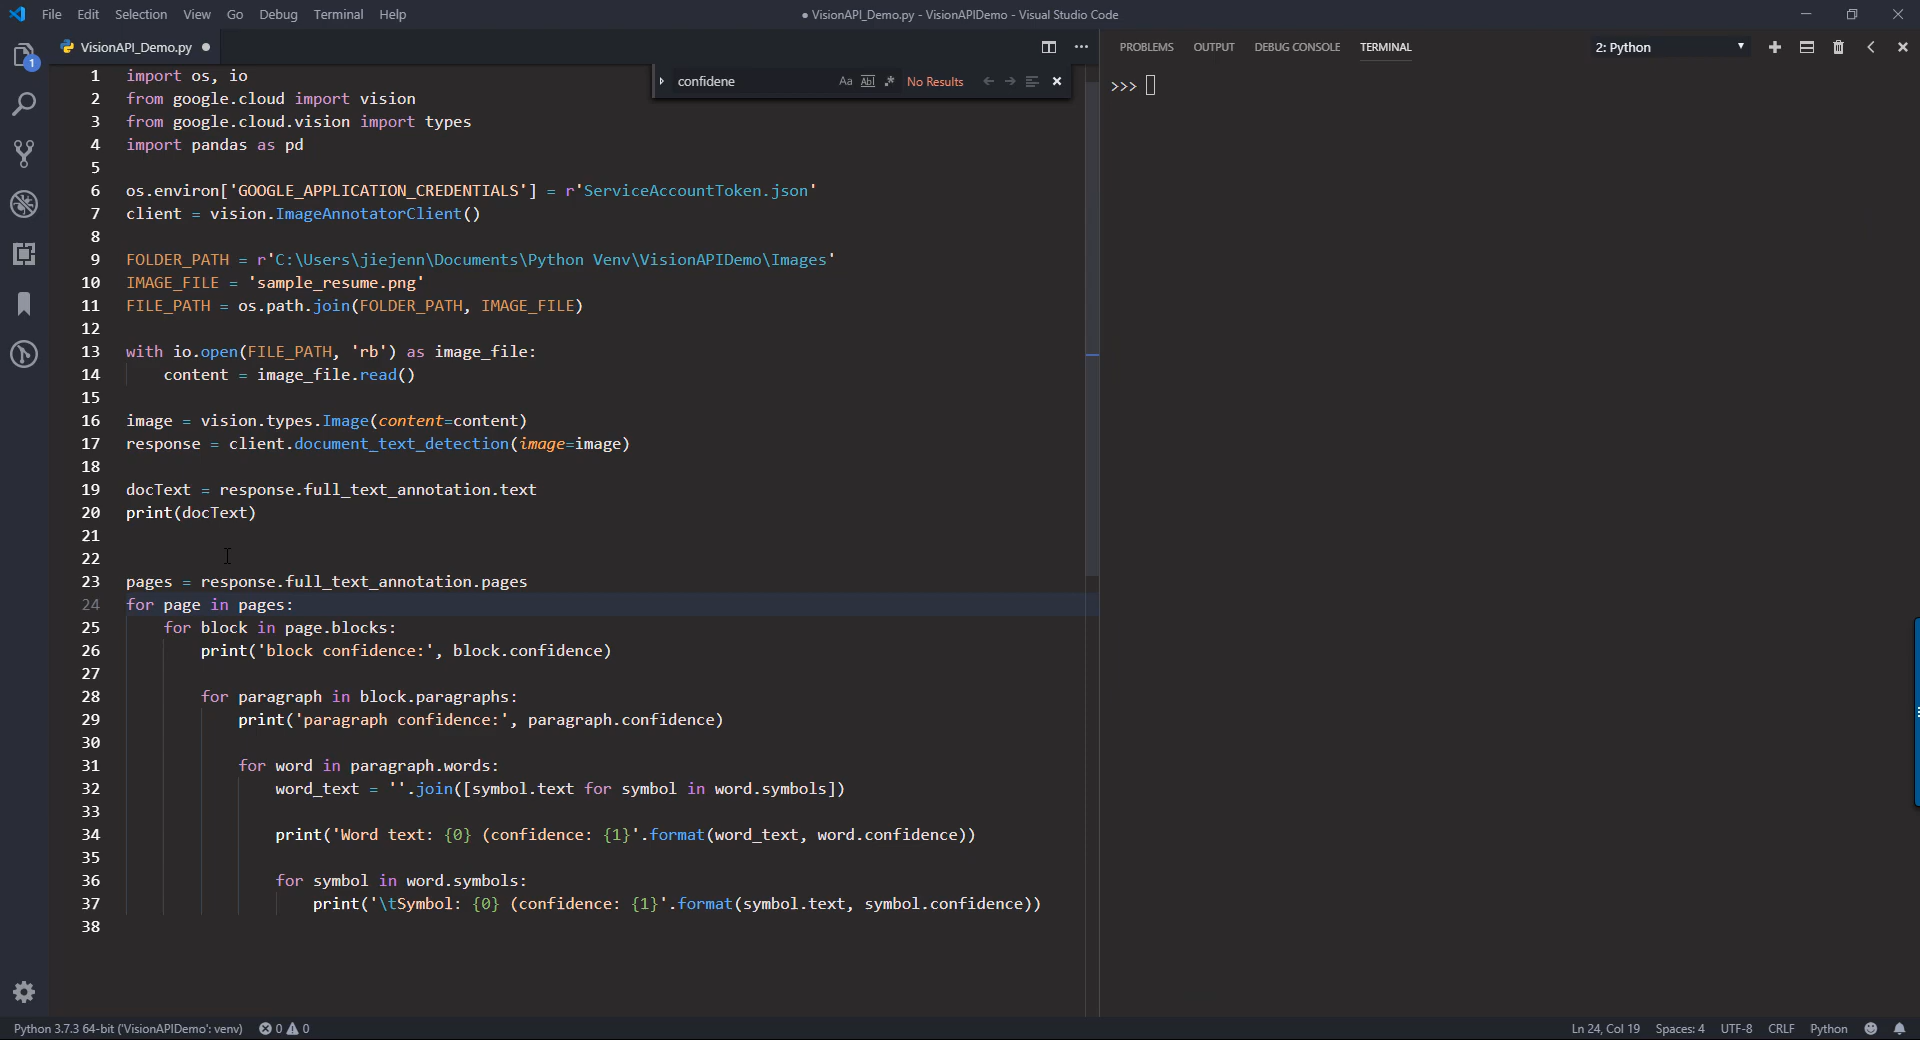 File Edit Selection View Go Debug Terminal Help
● VisionAPI_Demo.py - VisionAPIDemo - Visual Studio Code
1
VisionAPI_Demo.py ●
confidene Aa Abl .* No Results
1 import os, io
2 from google.cloud import vision
3 from google.cloud.vision import types
4 import pandas as pd
5
6 os.environ['GOOGLE_APPLICATION_CREDENTIALS'] = r'ServiceAccountToken.json'
7 client = vision.ImageAnnotatorClient()
8
9 FOLDER_PATH = r'C:\Users\jiejenn\Documents\Python Venv\VisionAPIDemo\Images'
10 IMAGE_FILE = 'sample_resume.png'
11 FILE_PATH = os.path.join(FOLDER_PATH, IMAGE_FILE)
12
13 with io.open(FILE_PATH, 'rb') as image_file:
14     content = image_file.read()
15
16 image = vision.types.Image(content=content)
17 response = client.document_text_detection(image=image)
18
19 docText = response.full_text_annotation.text
20 print(docText)
21
22
23 pages = response.full_text_annotation.pages
24 for page in pages:
25     for block in page.blocks:
26         print('block confidence:', block.confidence)
27
28         for paragraph in block.paragraphs:
29             print('paragraph confidence:', paragraph.confidence)
30
31             for word in paragraph.words:
32                 word_text = ''.join([symbol.text for symbol in word.symbols])
33
34                 print('Word text: {0} (confidence: {1}'.format(word_text, word.confidence))
35
36                 for symbol in word.symbols:
37                     print('\tSymbol: {0} (confidence: {1}'.format(symbol.text, symbol.confidence))
38
PROBLEMS OUTPUT DEBUG CONSOLE TERMINAL 2: Python
>>>
Python 3.7.3 64-bit ('VisionAPIDemo': venv) 0 0
Ln 24, Col 19 Spaces: 4 UTF-8 CRLF Python